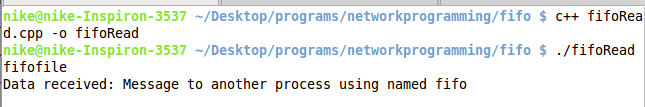 nike@nike-Inspiron-3537 ~/Desktop/programs/networkprogramming/fifo $ c++ fifoRea
d.cpp -o fifoRead
nike@nike-Inspiron-3537 ~/Desktop/programs/networkprogramming/fifo $ ./fifoRead
fifofile
Data received: Message to another process using named fifo